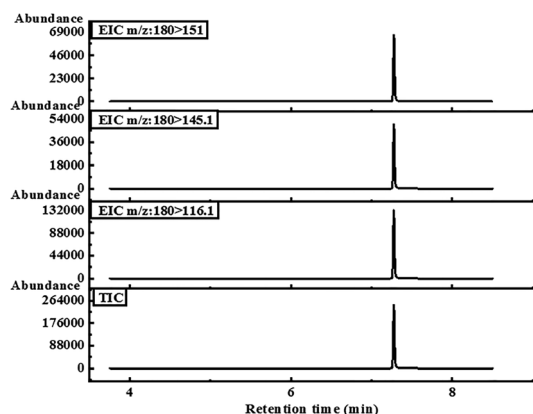 Abundance
69000
EIC m/z:180>151
46000
23000
0
Abundance
54000
EIC m/z:180>145.1
36000
18000
0
Abundance
132000
EIC m/z:180>116.1
88000
44000
0
Abundance
264000
TIC
176000
88000
0
4 6 8
Retention time (min)